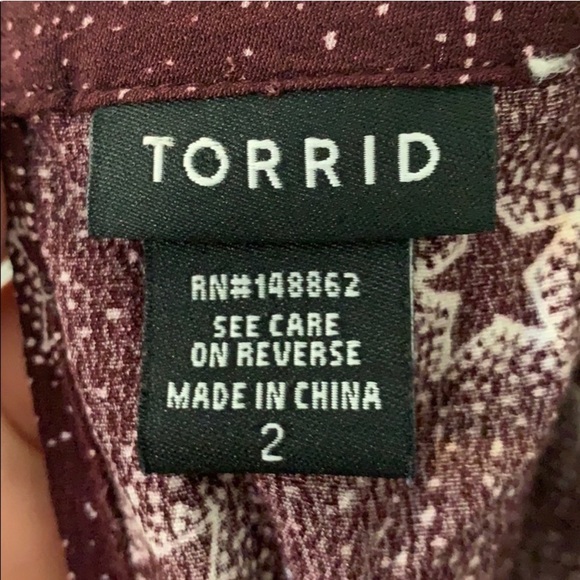 TORRID
RN#148862
SEE CARE
ON REVERSE
MADE IN CHINA
2